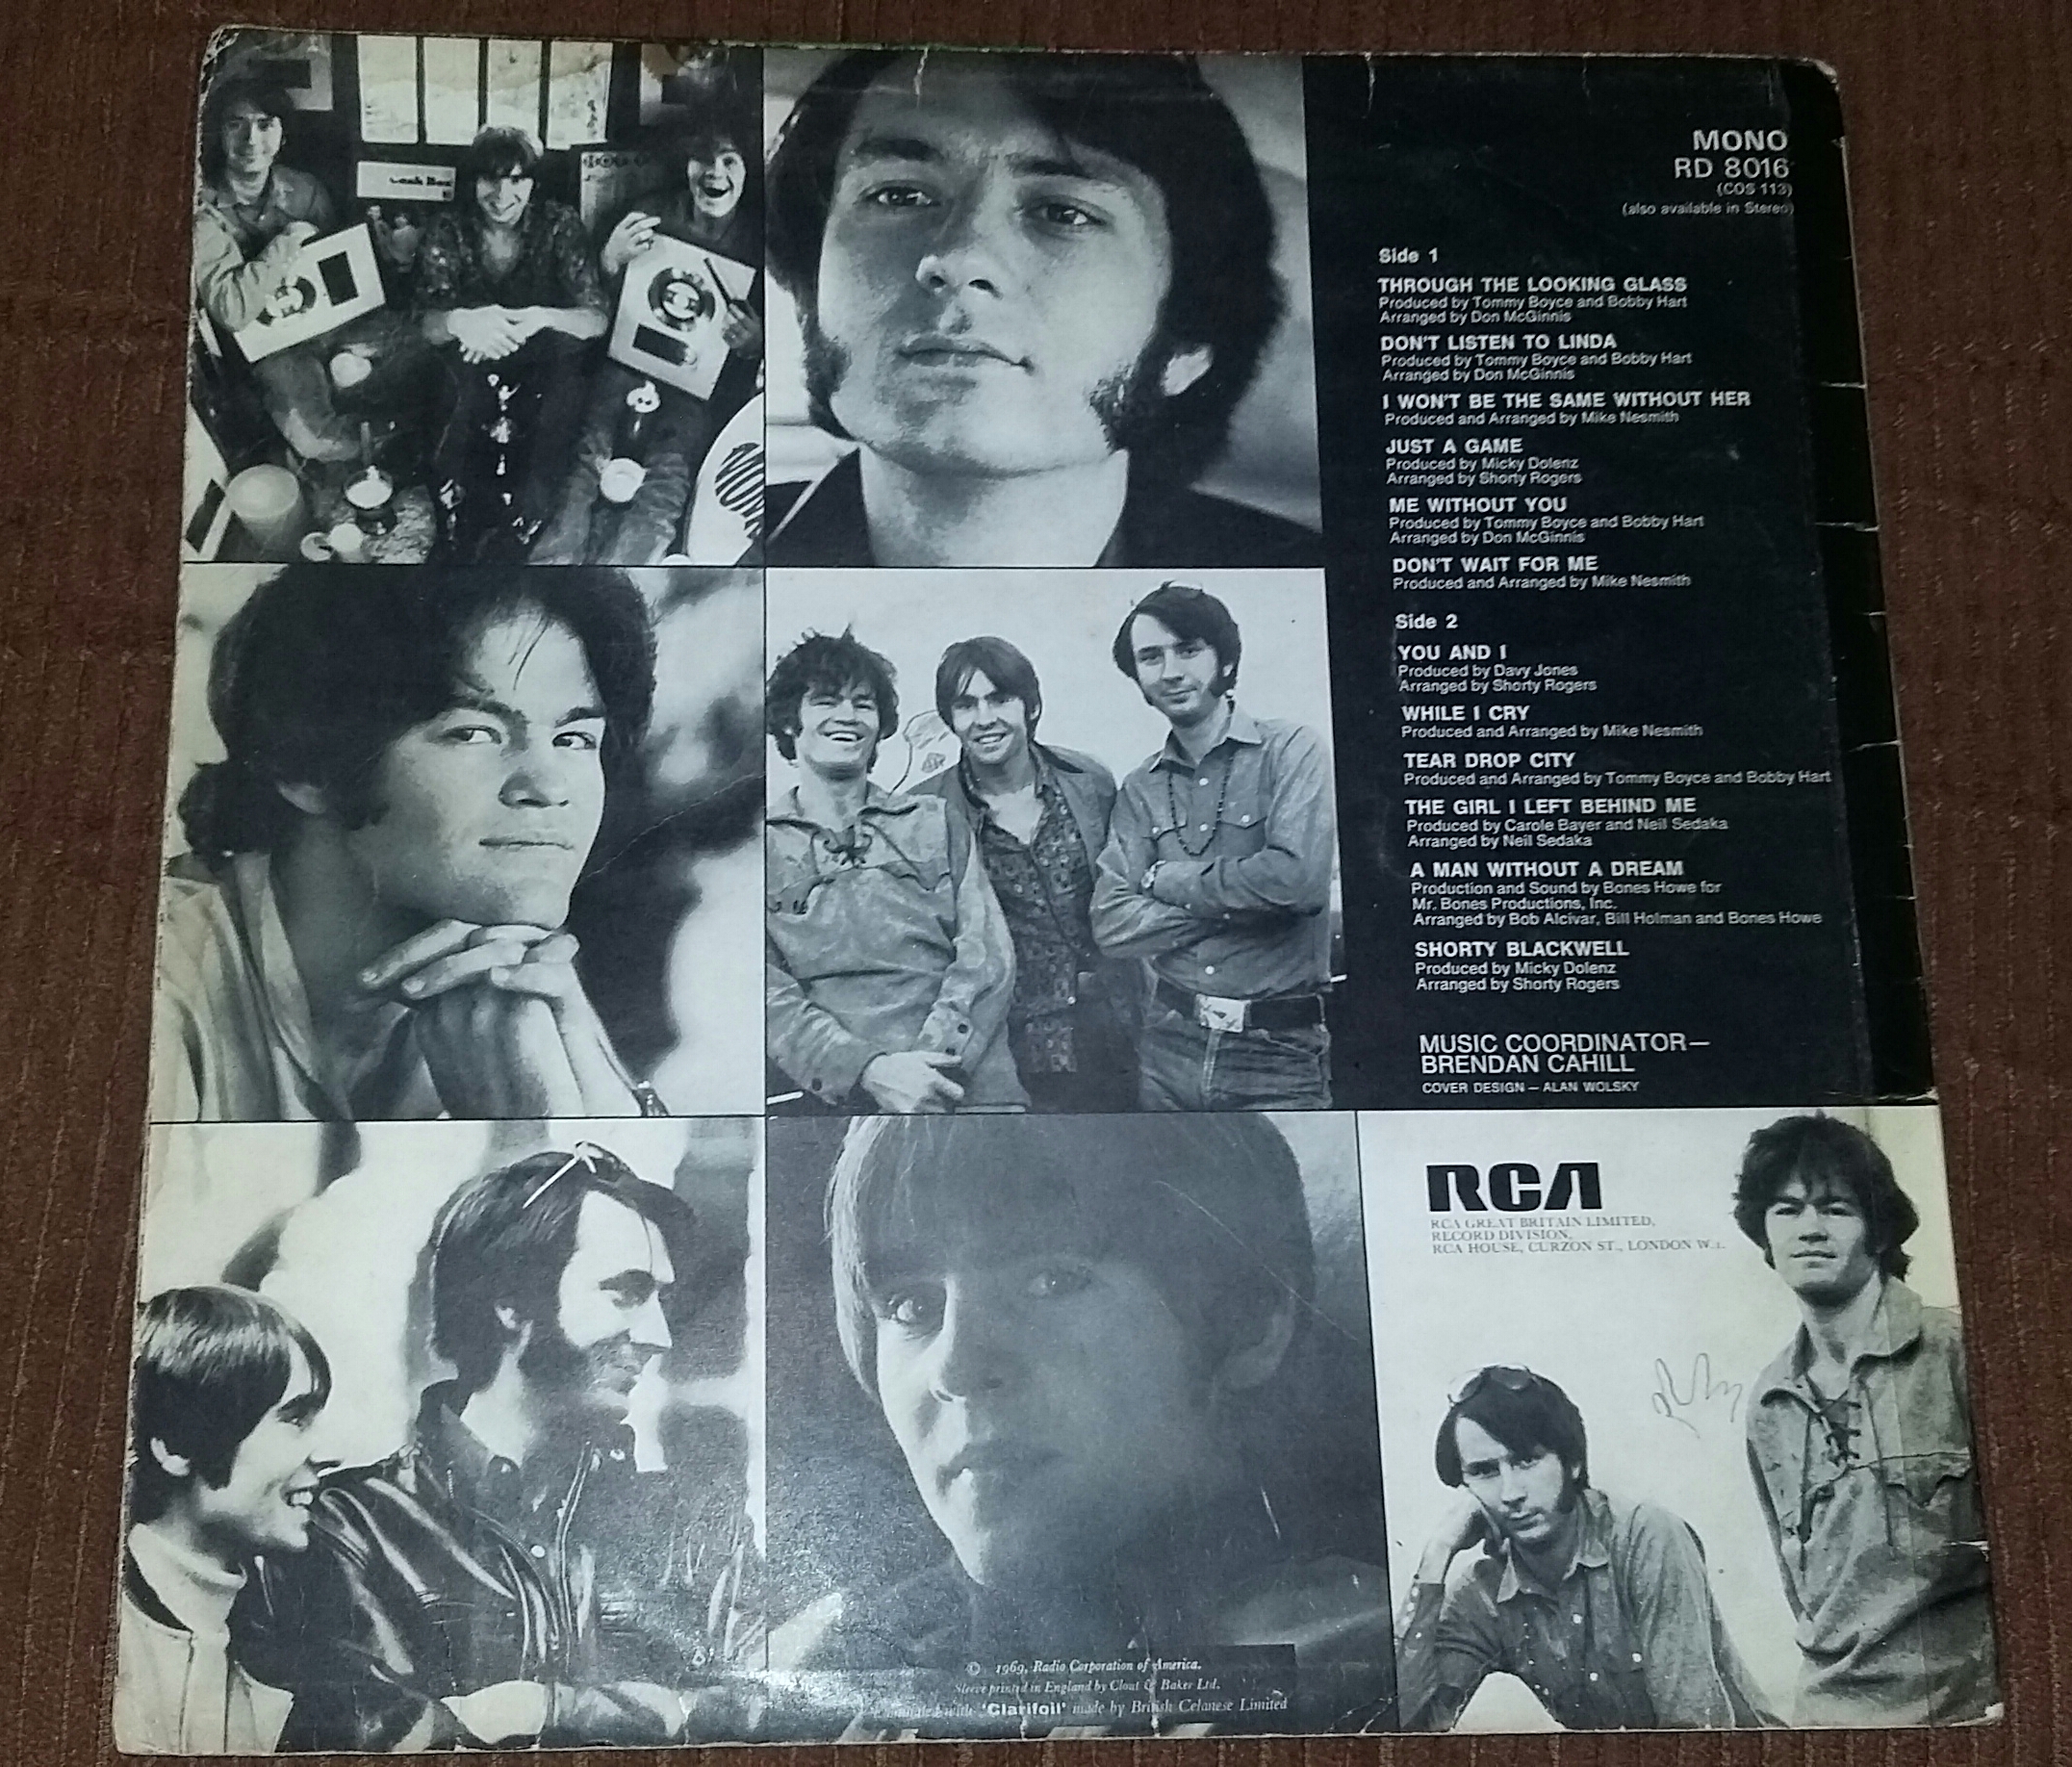 Cash Box
MONO
RD 8016
(COS 113)
(also available in Stereo)
Side 1
THROUGH THE LOOKING GLASS
Produced by Tommy Boyce and Bobby Hart
Arranged by Don McGinnis
DON'T LISTEN TO LINDA
Produced by Tommy Boyce and Bobby Hart
Arranged by Don McGinnis
I WON'T BE THE SAME WITHOUT HER
Produced and Arranged by Mike Nesmith
JUST A GAME
Produced by Micky Dolenz
Arranged by Shorty Rogers
ME WITHOUT YOU
Produced by Tommy Boyce and Bobby Hart
Arranged by Don McGinnis
DON'T WAIT FOR ME
Produced and Arranged by Mike Nesmith
Side 2
YOU AND I
Produced by Davy Jones
Arranged by Shorty Rogers
WHILE I CRY
Produced and Arranged by Mike Nesmith
TEAR DROP CITY
Produced and Arranged by Tommy Boyce and Bobby Hart
THE GIRL I LEFT BEHIND ME
Produced by Carole Bayer and Neil Sedaka
Arranged by Neil Sedaka
A MAN WITHOUT A DREAM
Production and Sound by Bones Howe for
Mr. Bones Productions, Inc.
Arranged by Bob Alcivar, Bill Holman and Bones Howe
SHORTY BLACKWELL
Produced by Micky Dolenz
Arranged by Shorty Rogers
MUSIC COORDINATOR—
BRENDAN CAHILL
COVER DESIGN — ALAN WOLSKY
RCA
RCA GREAT BRITAIN LIMITED,
RECORD DIVISION,
RCA HOUSE, CURZON ST., LONDON W.1.
© 1969, Radio Corporation of America.
Sleeve printed in England by Clout & Baker Ltd.
with 'Clarifoil' made by British Celanese Limited